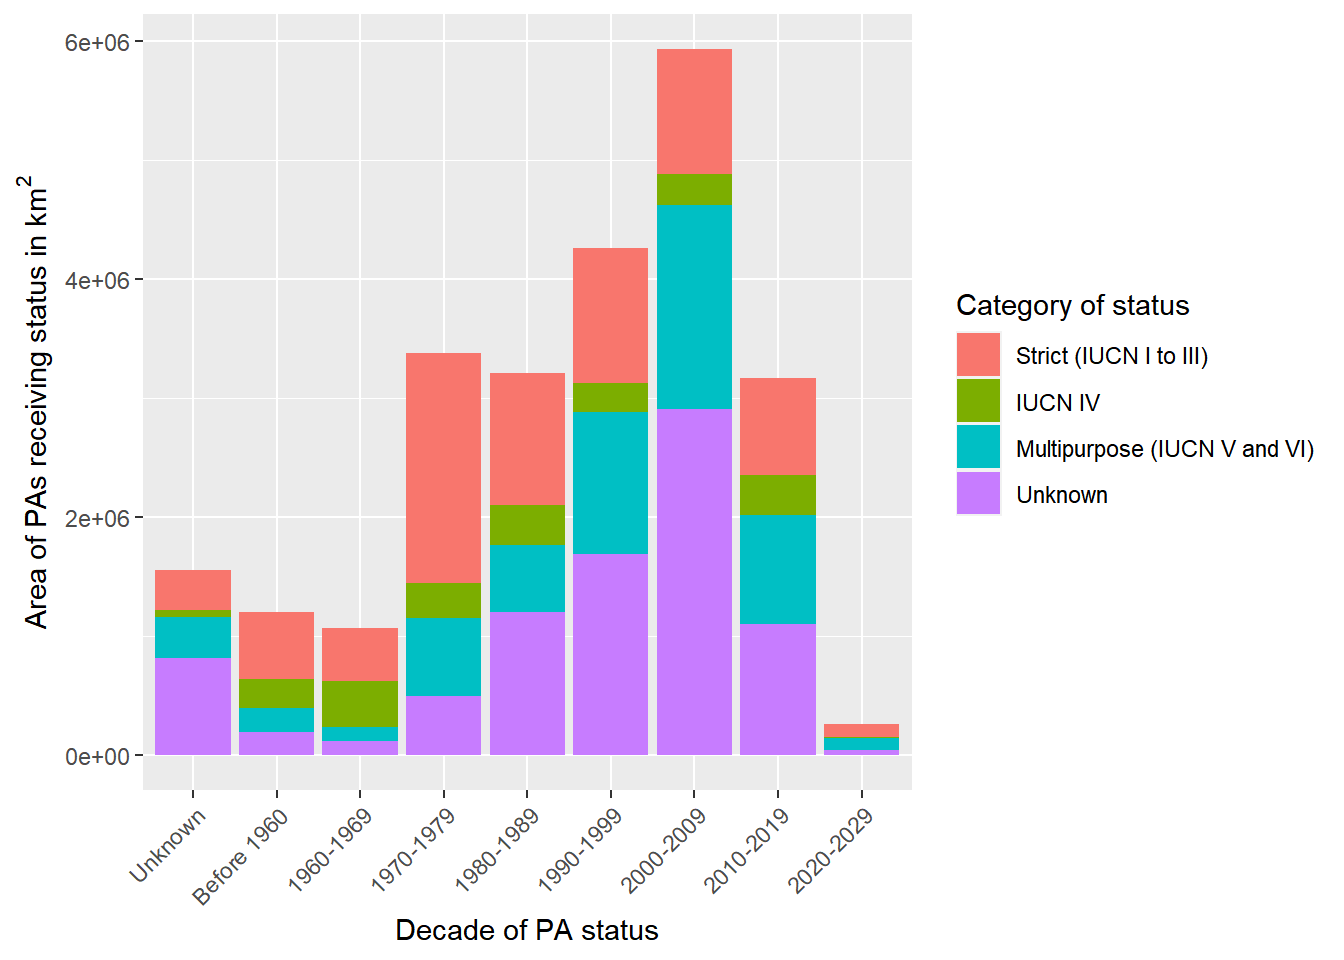 Area of PAs receiving status in km²
6e+06
4e+06
2e+06
0e+00
Unknown
Before 1960
1960-1969
1970-1979
1980-1989
1990-1999
2000-2009
2010-2019
2020-2029
Decade of PA status
Category of status
Strict (IUCN I to III)
IUCN IV
Multipurpose (IUCN V and VI)
Unknown